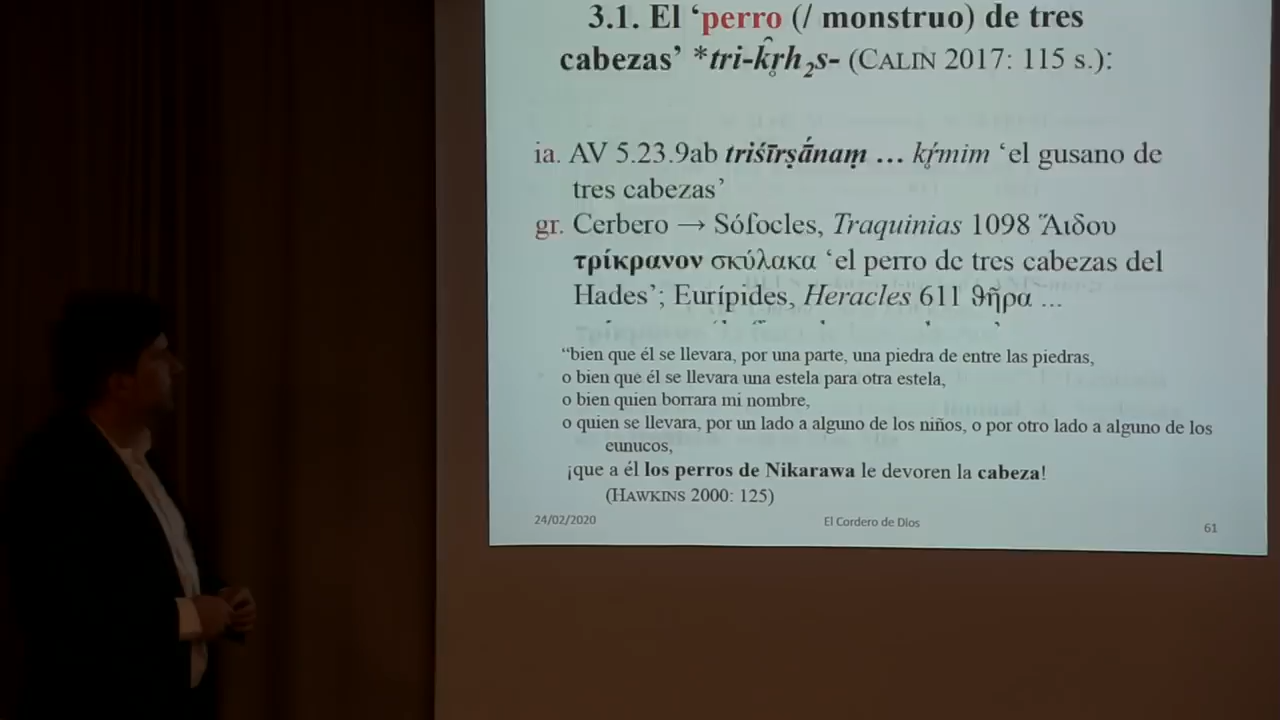 3.1. El ‘perro (/ monstruo) de tres
cabezas’ *tri-k̑r̥h₂s- (CALIN 2017: 115 s.):
ia. AV 5.23.9ab triśīrṣā́naṃ ... kṛ́mim ‘el gusano de
tres cabezas’
gr. Cerbero → Sófocles, Traquinias 1098 Ἅιδου
τρίκρανον σκύλακα ‘el perro de tres cabezas del
Hades’; Eurípides, Heracles 611 θῆρα ...
“bien que él se llevara, por una parte, una piedra de entre las piedras,
o bien que él se llevara una estela para otra estela,
o bien quien borrara mi nombre,
o quien se llevara, por un lado a alguno de los niños, o por otro lado a alguno de los
eunucos,
¡que a él los perros de Nikarawa le devoren la cabeza!
(HAWKINS 2000: 125)
24/02/2020 El Cordero de Dios 61